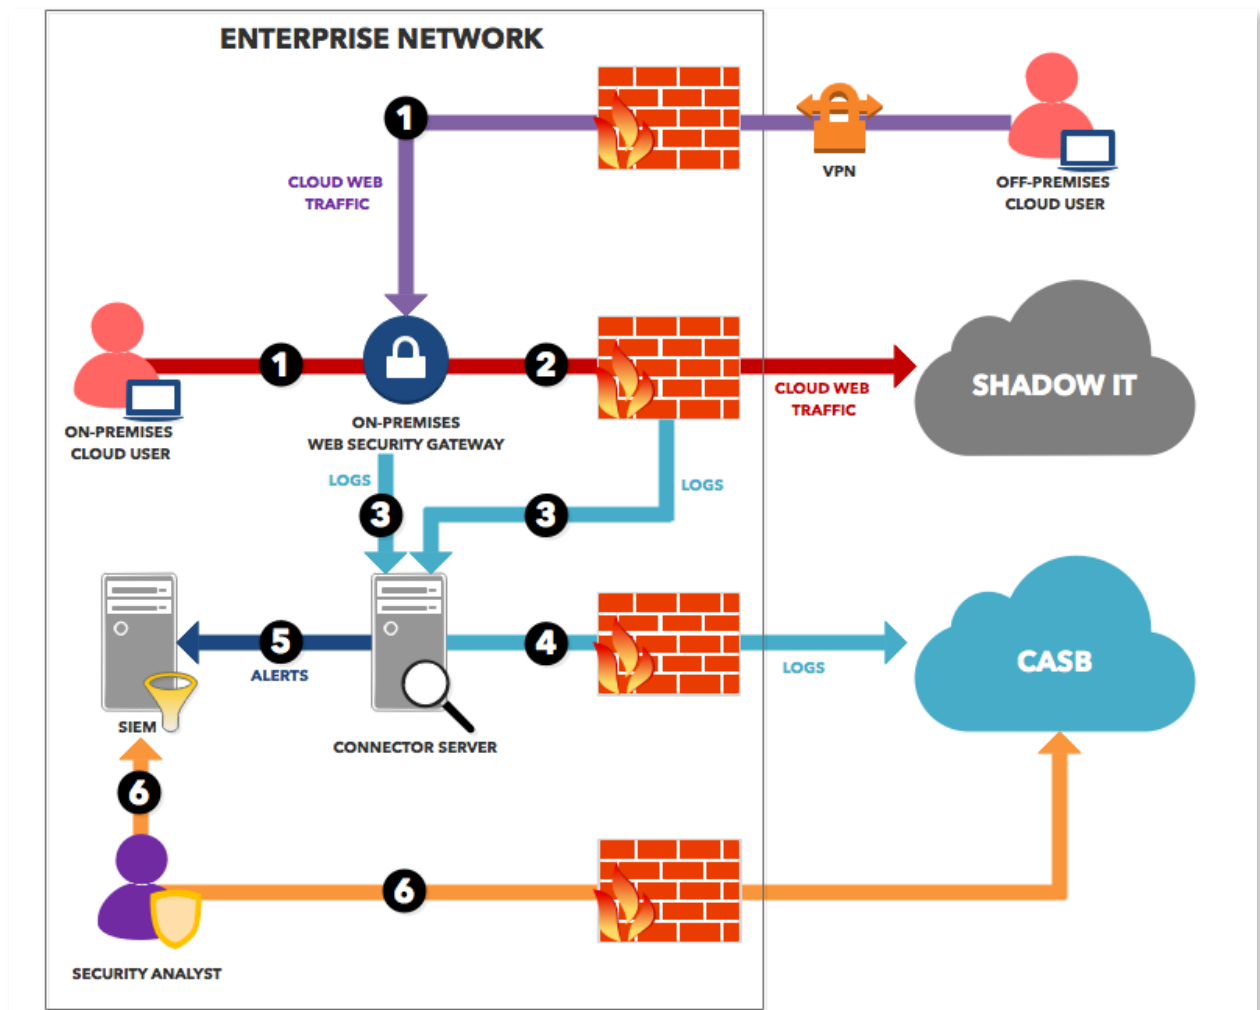 ENTERPRISE NETWORK
1
CLOUD WEB
TRAFFIC
VPN
OFF-PREMISES
CLOUD USER
1
2
CLOUD WEB
TRAFFIC
SHADOW IT
ON-PREMISES
CLOUD USER
ON-PREMISES
WEB SECURITY GATEWAY
LOGS
3
3
LOGS
5
ALERTS
4
LOGS
CASB
SIEM
CONNECTOR SERVER
6
6
SECURITY ANALYST